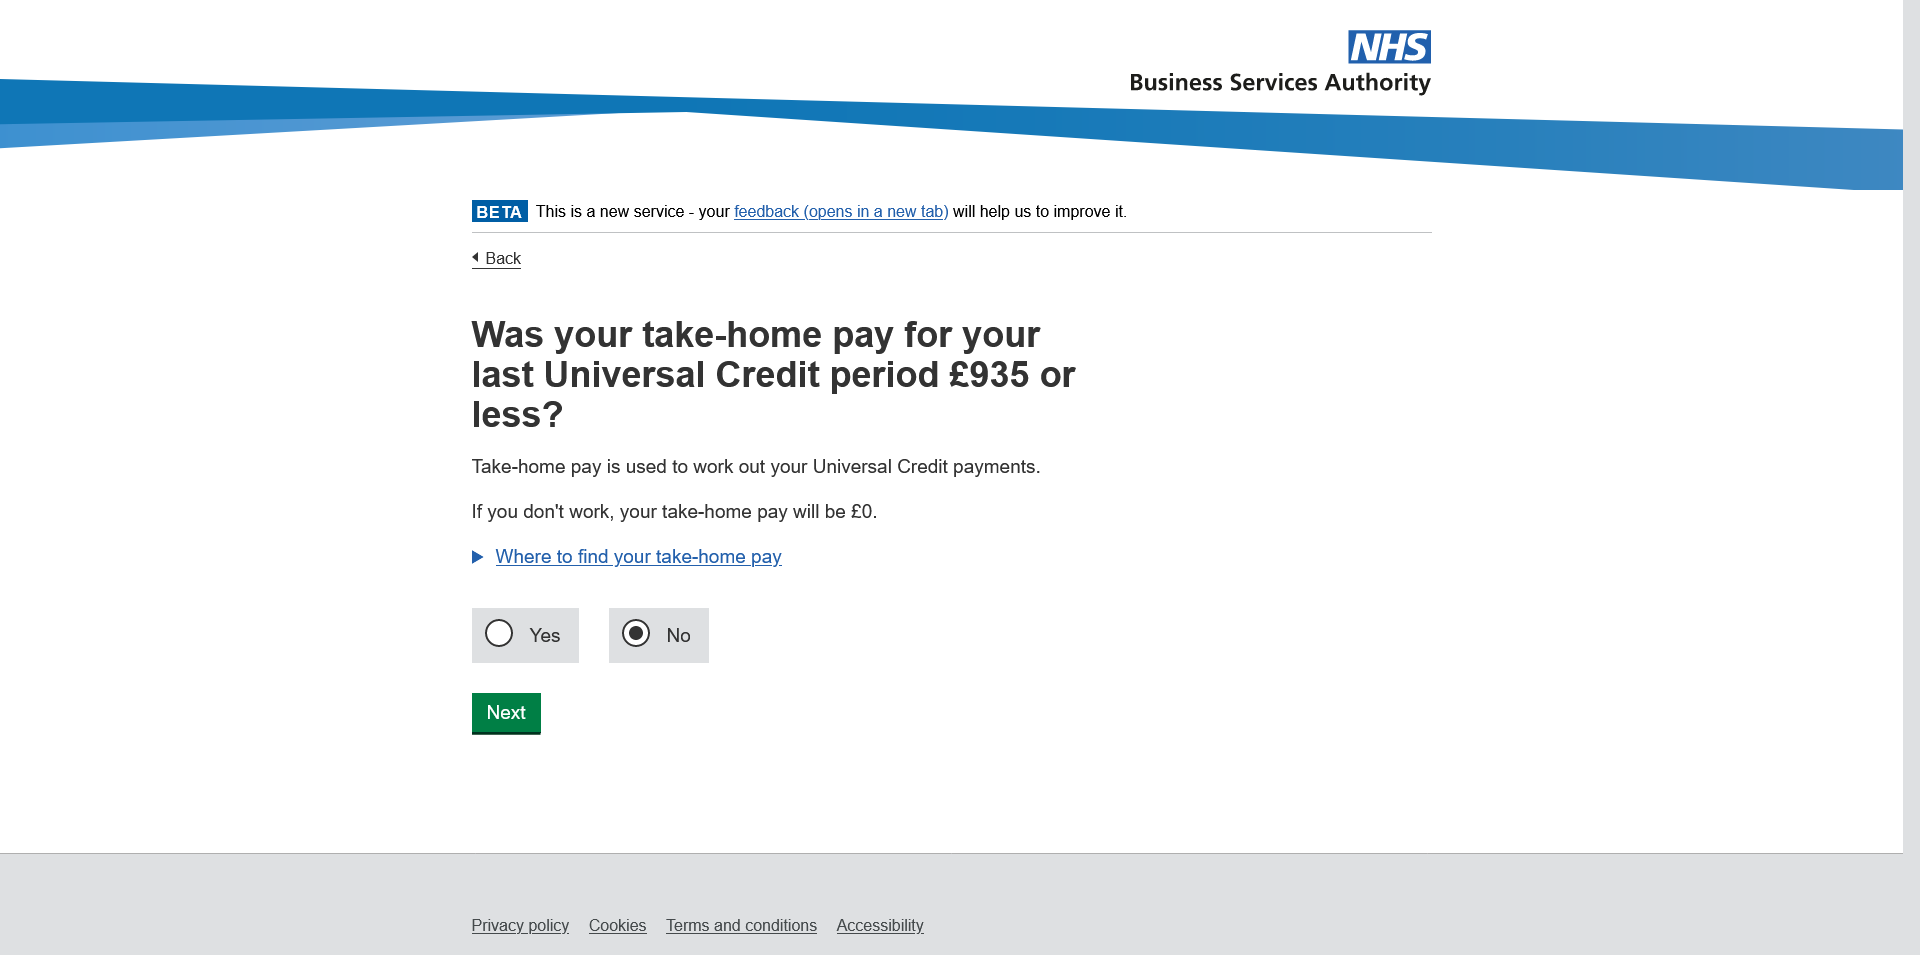 NHS
Business Services Authority
BETA This is a new service - your feedback (opens in a new tab) will help us to improve it.
Back
Was your take-home pay for your
last Universal Credit period £935 or
less?
Take-home pay is used to work out your Universal Credit payments.
If you don't work, your take-home pay will be £0.
Where to find your take-home pay
Yes No
Next
Privacy policy Cookies Terms and conditions Accessibility